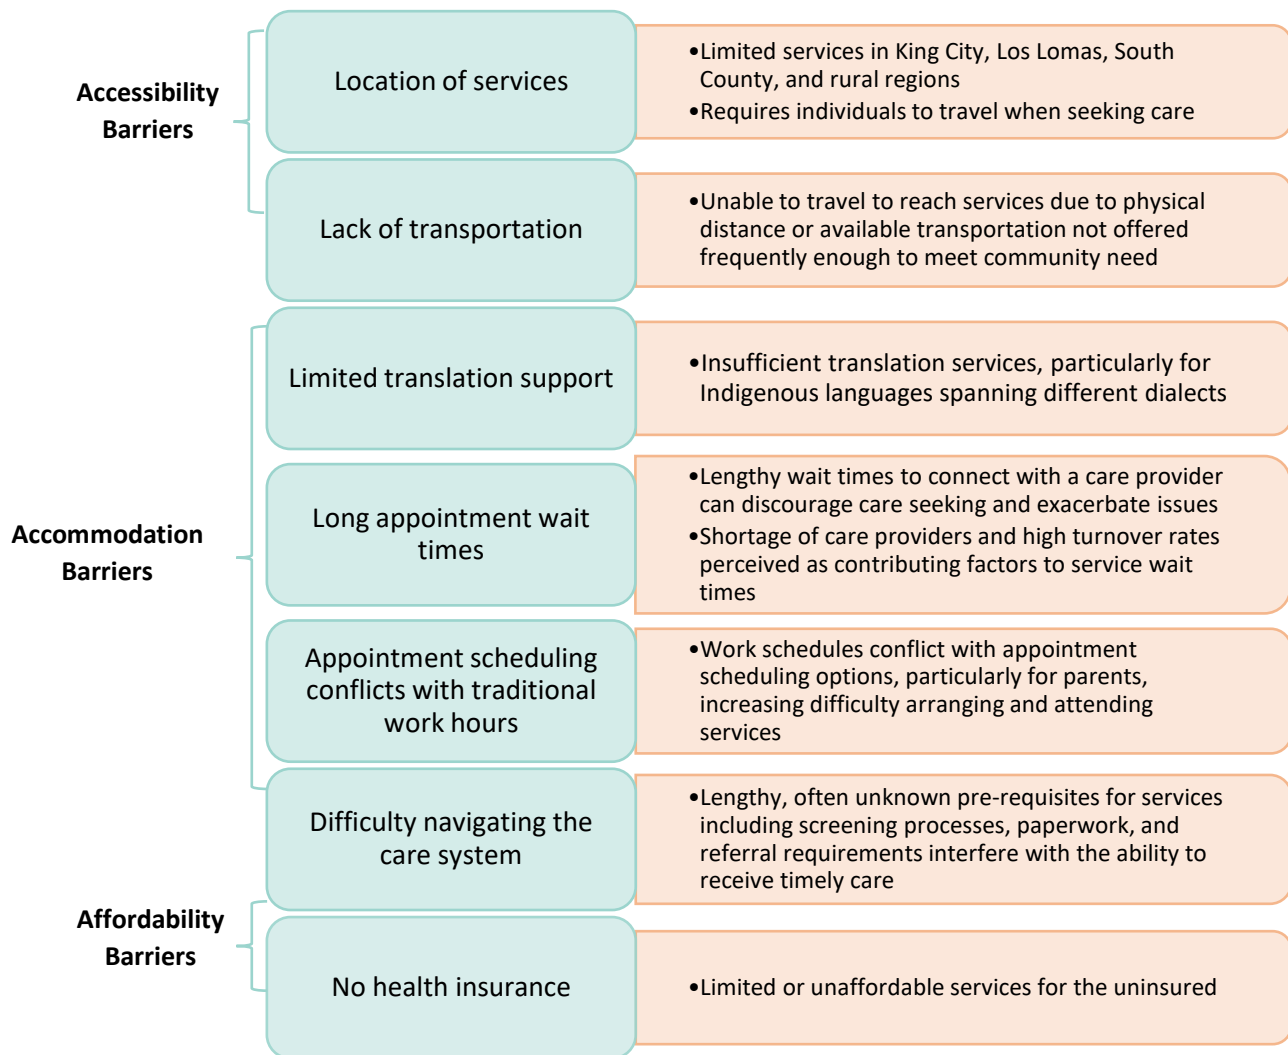 Accessibility
Barriers
Location of services
•Limited services in King City, Los Lomas, South
County, and rural regions
•Requires individuals to travel when seeking care
Lack of transportation
•Unable to travel to reach services due to physical
distance or available transportation not offered
frequently enough to meet community need
Accommodation
Barriers
Limited translation support
•Insufficient translation services, particularly for
Indigenous languages spanning different dialects
Long appointment wait
times
•Lengthy wait times to connect with a care provider
can discourage care seeking and exacerbate issues
•Shortage of care providers and high turnover rates
perceived as contributing factors to service wait
times
Appointment scheduling
conflicts with traditional
work hours
•Work schedules conflict with appointment
scheduling options, particularly for parents,
increasing difficulty arranging and attending
services
Difficulty navigating the
care system
•Lengthy, often unknown pre-requisites for services
including screening processes, paperwork, and
referral requirements interfere with the ability to
receive timely care
Affordability
Barriers
No health insurance
•Limited or unaffordable services for the uninsured